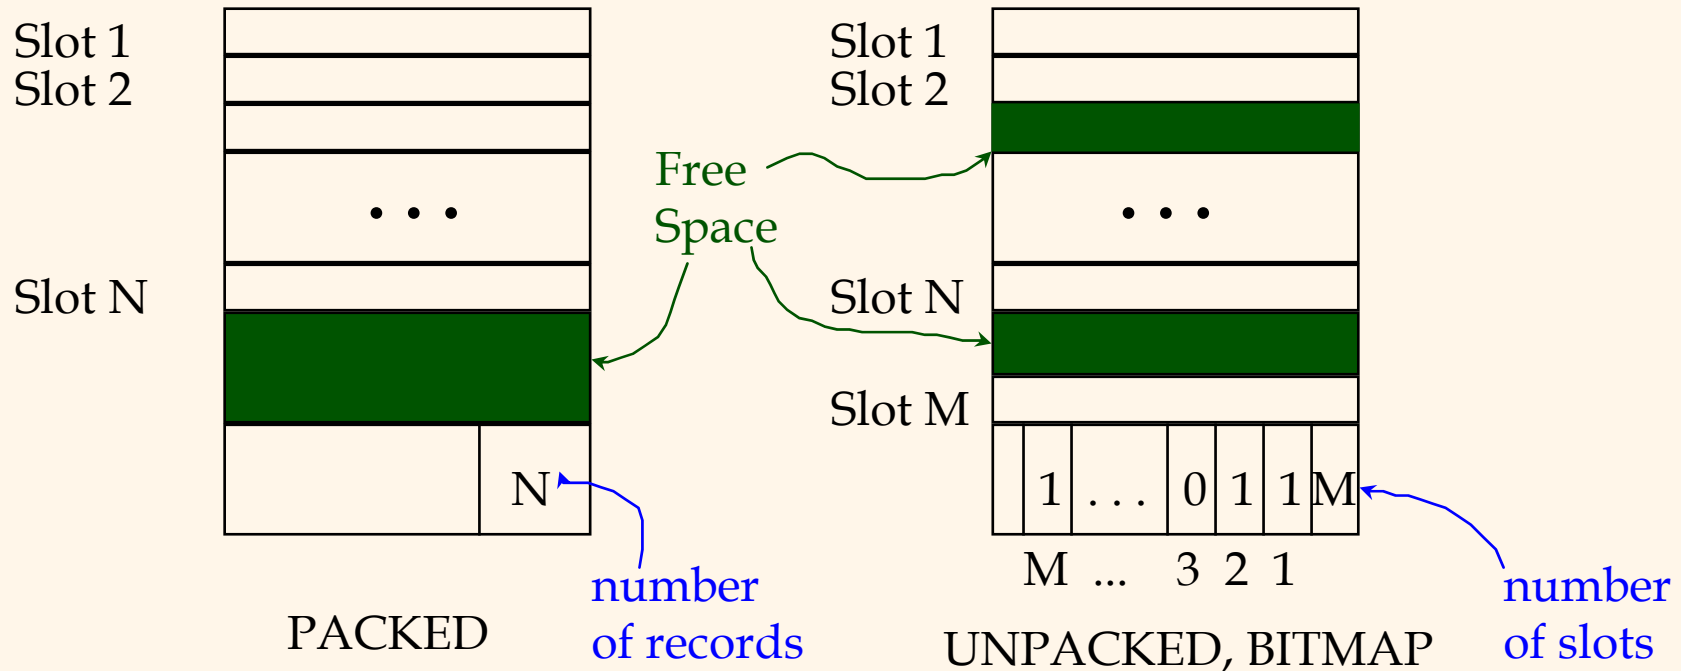 Slot 1
Slot 2
. . .
Slot N
N
PACKED
number
of records
Free
Space
Slot 1
Slot 2
. . .
Slot N
Slot M
1 . . . 0 1 1 M
M ... 3 2 1
UNPACKED, BITMAP
number
of slots